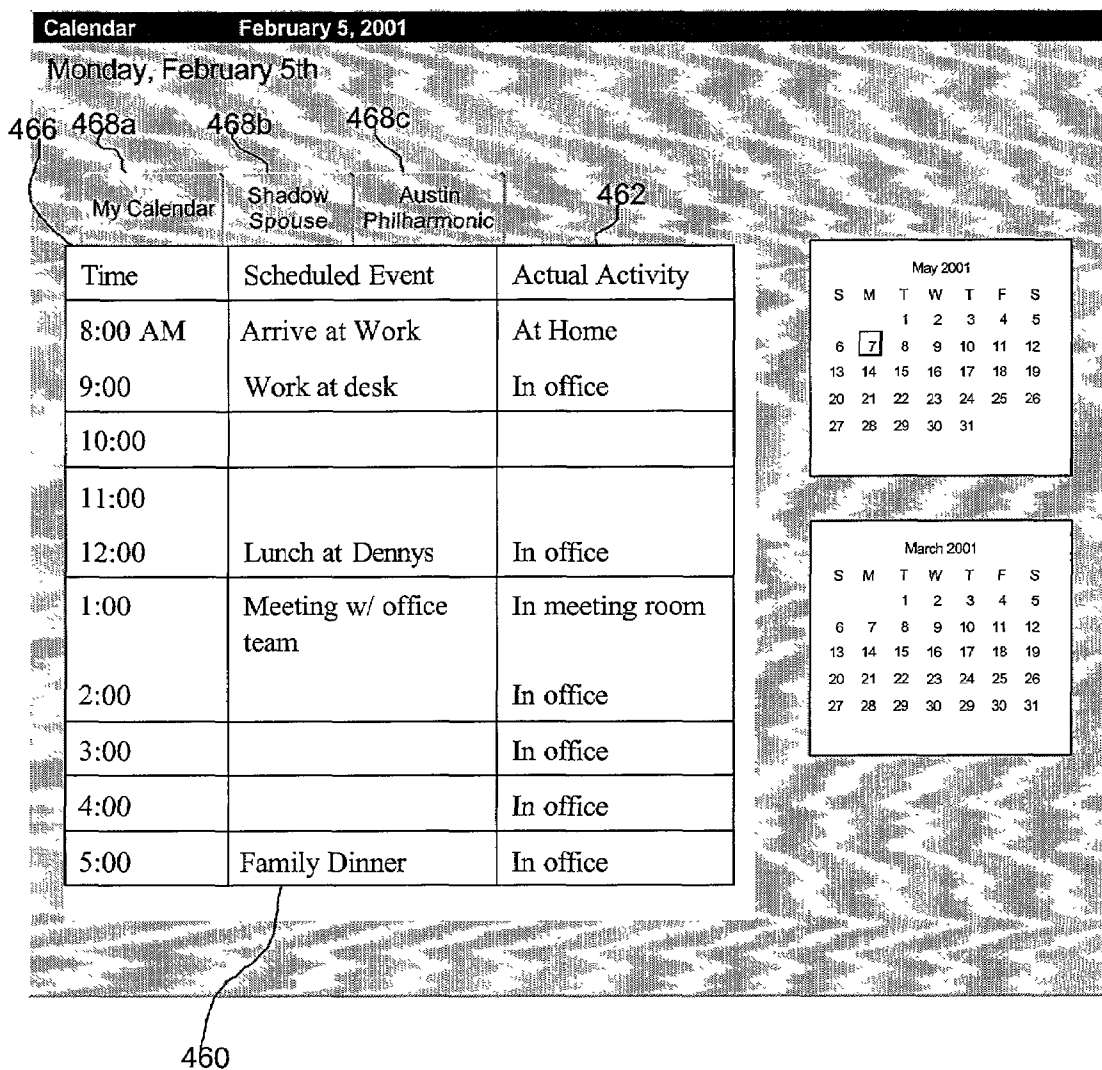 Calendar February 5, 2001
Monday, February 5th
466 468a 468b 468c
462
My Calendar Shadow Spouse Austin Philharmonic
Time Scheduled Event Actual Activity
8:00 AM Arrive at Work At Home
9:00 Work at desk In office
10:00
11:00
12:00 Lunch at Dennys In office
1:00 Meeting w/ office In meeting room
team
2:00 In office
3:00 In office
4:00 In office
5:00 Family Dinner In office
460
May 2001
S M T W T F S
1 2 3 4 5
6 7 8 9 10 11 12
13 14 15 16 17 18 19
20 21 22 23 24 25 26
27 28 29 30 31
March 2001
S M T W T F S
1 2 3 4 5
6 7 8 9 10 11 12
13 14 15 16 17 18 19
20 21 22 23 24 25 26
27 28 29 30 29 30 31